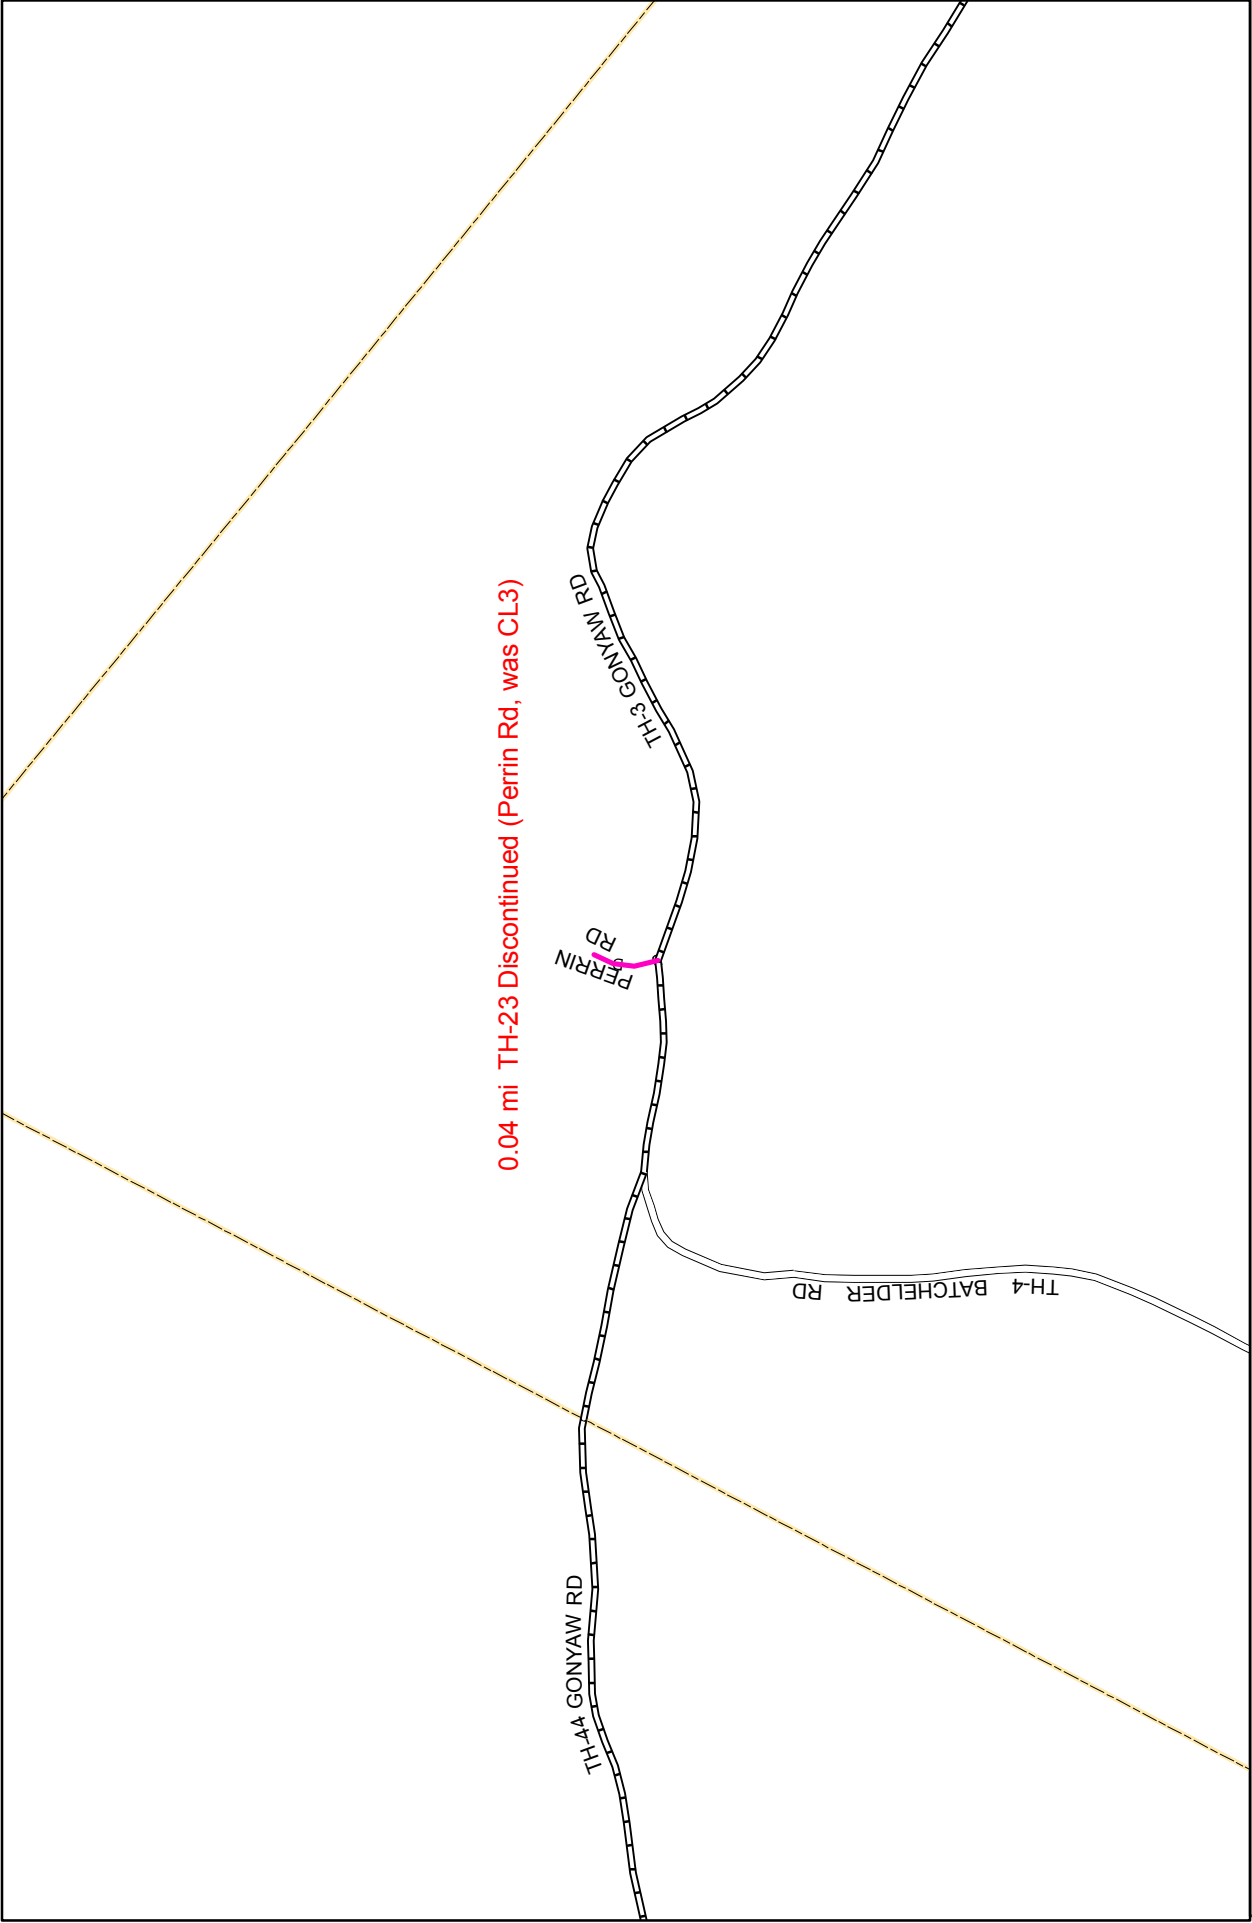 0.04 mi TH-23 Discontinued (Perrin Rd, was CL3)
TH-3 GONYAW RD
PERRIN
RD
TH-4 BATCHELDER RD
TH-44 GONYAW RD